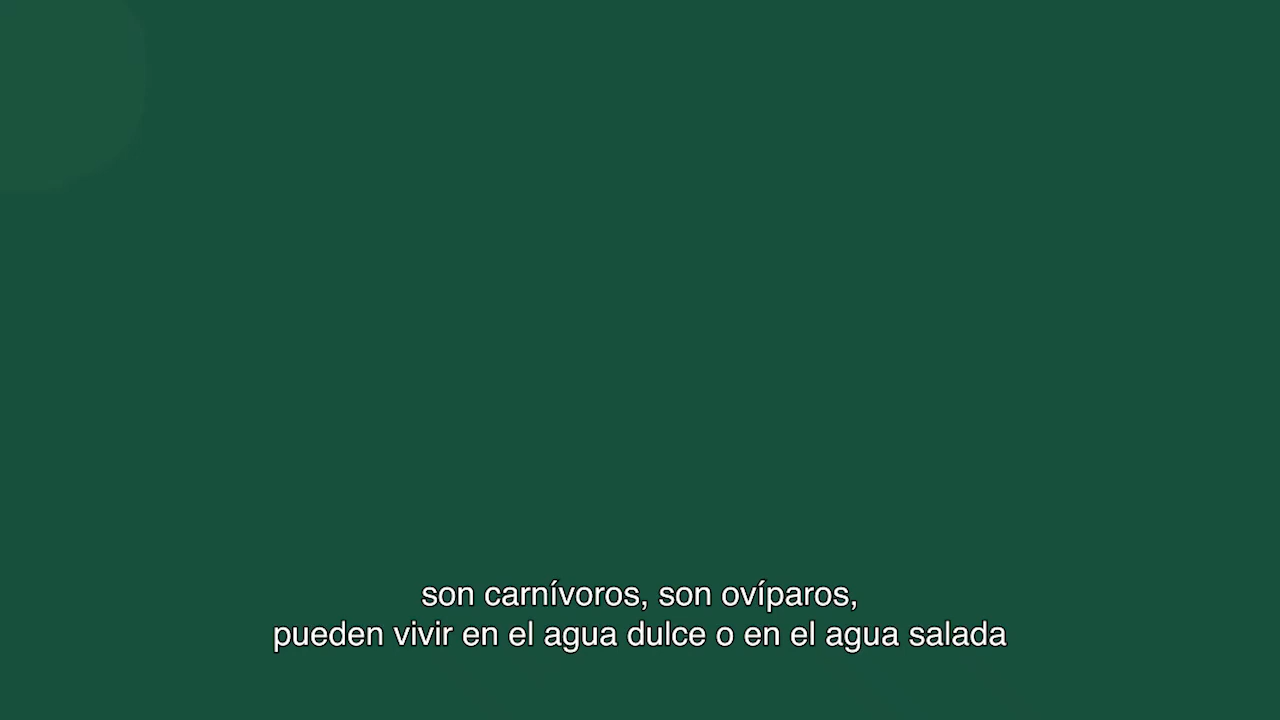 son carnívoros, son ovíparos,
pueden vivir en el agua dulce o en el agua salada